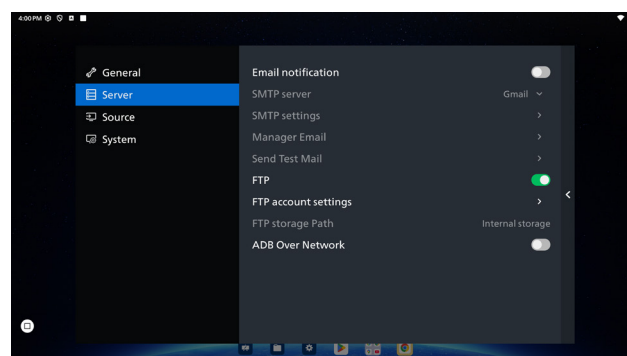 4:00 PM
General
Server
Source
System
Email notification
SMTP server Gmail
SMTP settings
Manager Email
Send Test Mail
FTP
FTP account settings
FTP storage Path Internal storage
ADB Over Network